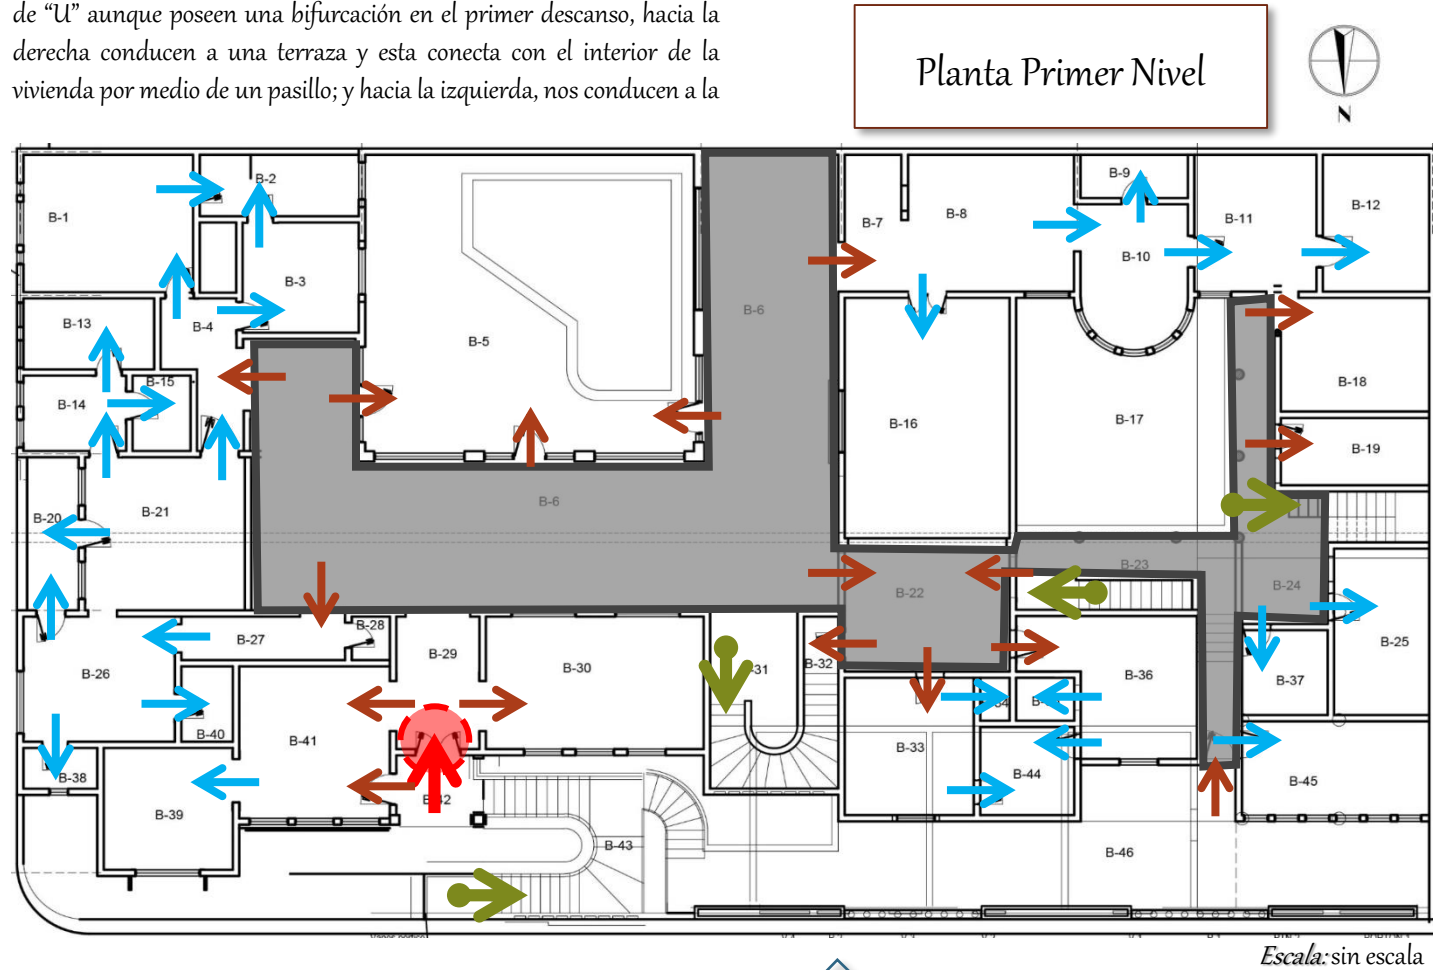 de “U” aunque poseen una bifurcación en el primer descanso, hacia la
derecha conducen a una terraza y esta conecta con el interior de la
vivienda por medio de un pasillo; y hacia la izquierda, nos conducen a la
Planta Primer Nivel
N
B-1
B-2
B-3
B-4
B-5
B-6
B-7
B-8
B-9
B-10
B-11
B-12
B-13
B-14
B-15
B-16
B-17
B-18
B-19
B-6
B-20
B-21
B-22
B-23
B-24
B-25
B-26
B-27
B-28
B-29
B-30
B-32
B-33
B-36
B-37
B-38
B-39
B-40
B-41
B-43
B-44
B-45
B-46
Escala: sin escala